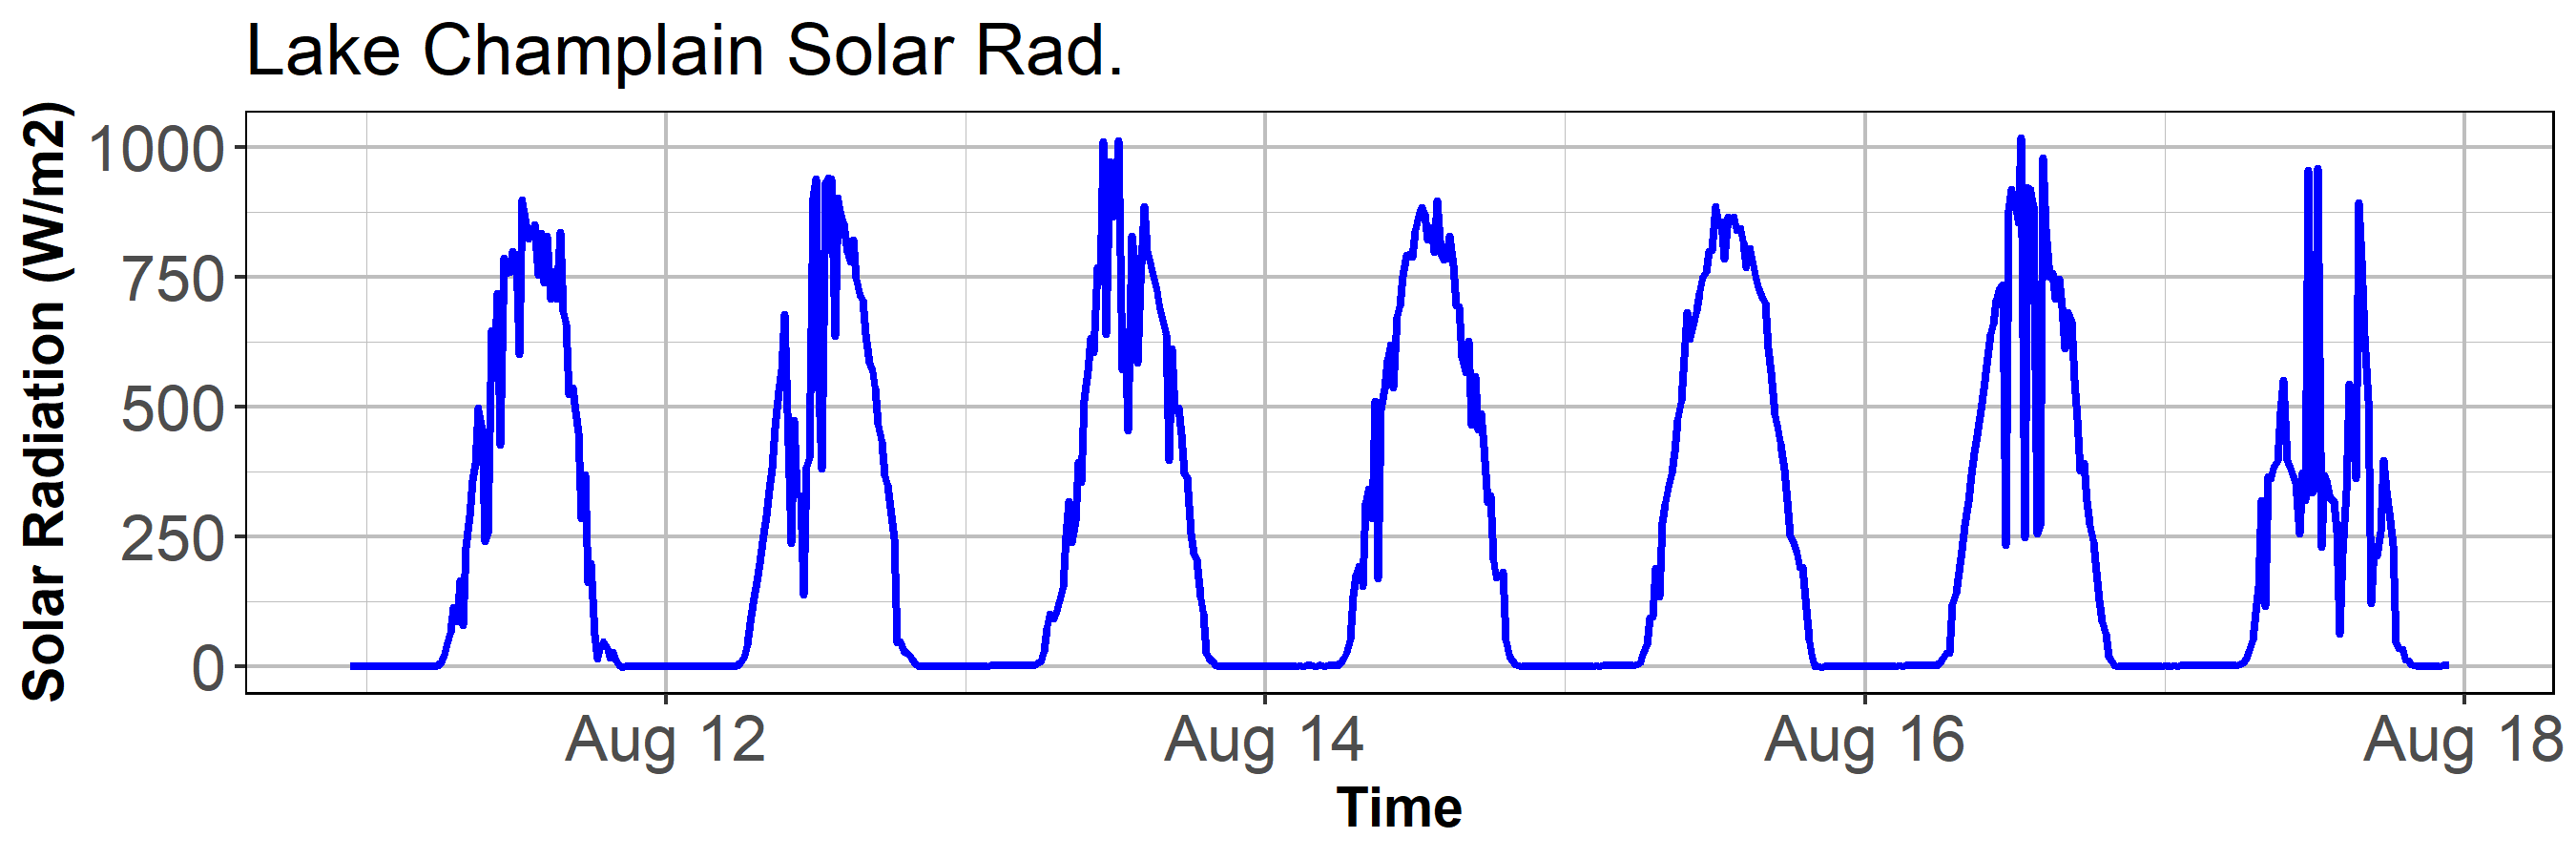 Lake Champlain Solar Rad.
Solar Radiation (W/m2)
1000
750
500
250
0
Aug 12 Aug 14 Aug 16 Aug 18
Time